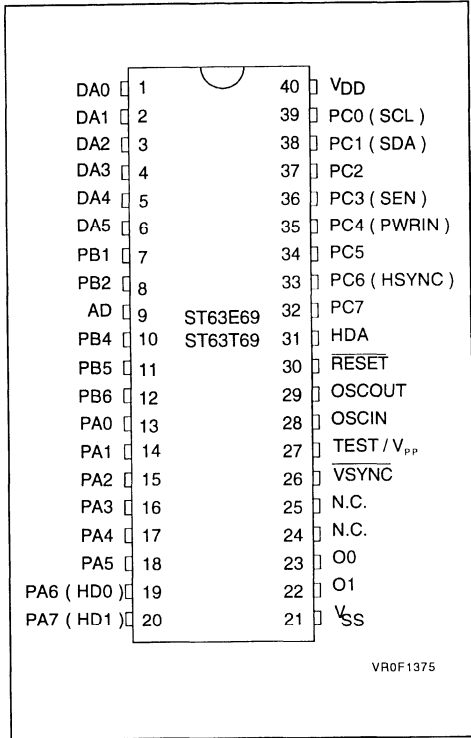 DA0 1 40 VDD
DA1 2 39 PC0 ( SCL )
DA2 3 38 PC1 ( SDA )
DA3 4 37 PC2
DA4 5 36 PC3 ( SEN )
DA5 6 35 PC4 ( PWRIN )
PB1 7 34 PC5
PB2 8 33 PC6 ( HSYNC )
AD 9 ST63E69 32 PC7
PB4 10 ST63T69 31 HDA
PB5 11 30 RESET
PB6 12 29 OSCOUT
PA0 13 28 OSCIN
PA1 14 27 TEST / VPP
PA2 15 26 VSYNC
PA3 16 25 N.C.
PA4 17 24 N.C.
PA5 18 23 O0
PA6 ( HD0 ) 19 22 O1
PA7 ( HD1 ) 20 21 VSS
VR0F1375